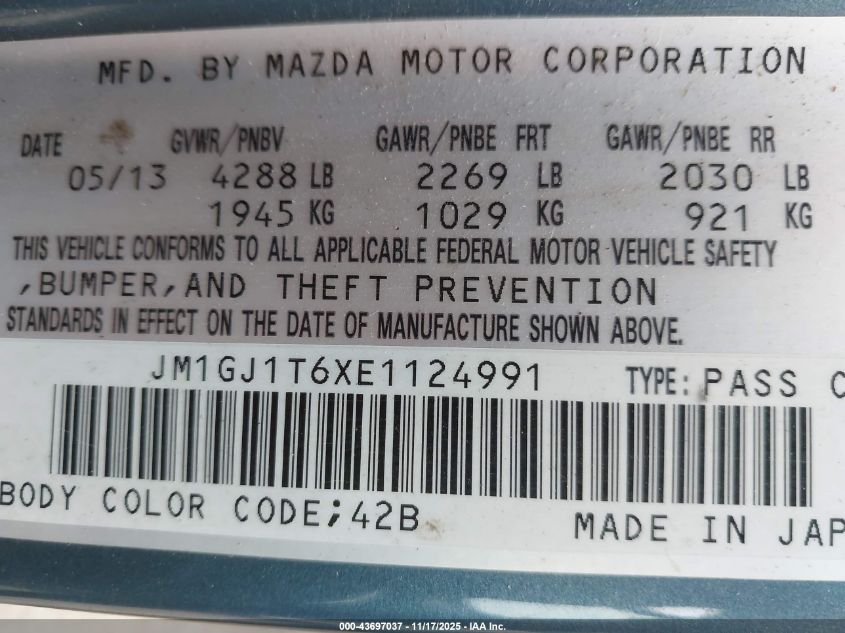 MFD. BY MAZDA MOTOR CORPORATION
DATE GVWR/PNBV GAWR/PNBE FRT GAWR/PNBE RR
05/13 4288 LB 2269 LB 2030 LB
1945 KG 1029 KG 921 KG
THIS VEHICLE CONFORMS TO ALL APPLICABLE FEDERAL MOTOR VEHICLE SAFETY
,BUMPER,AND THEFT PREVENTION
STANDARDS IN EFFECT ON THE DATE OF MANUFACTURE SHOWN ABOVE.
JM1GJ1T6XE1124991 TYPE: PASS C
BODY COLOR CODE;42B MADE IN JAP
000-43697037 - 11/17/2025 - IAA Inc.